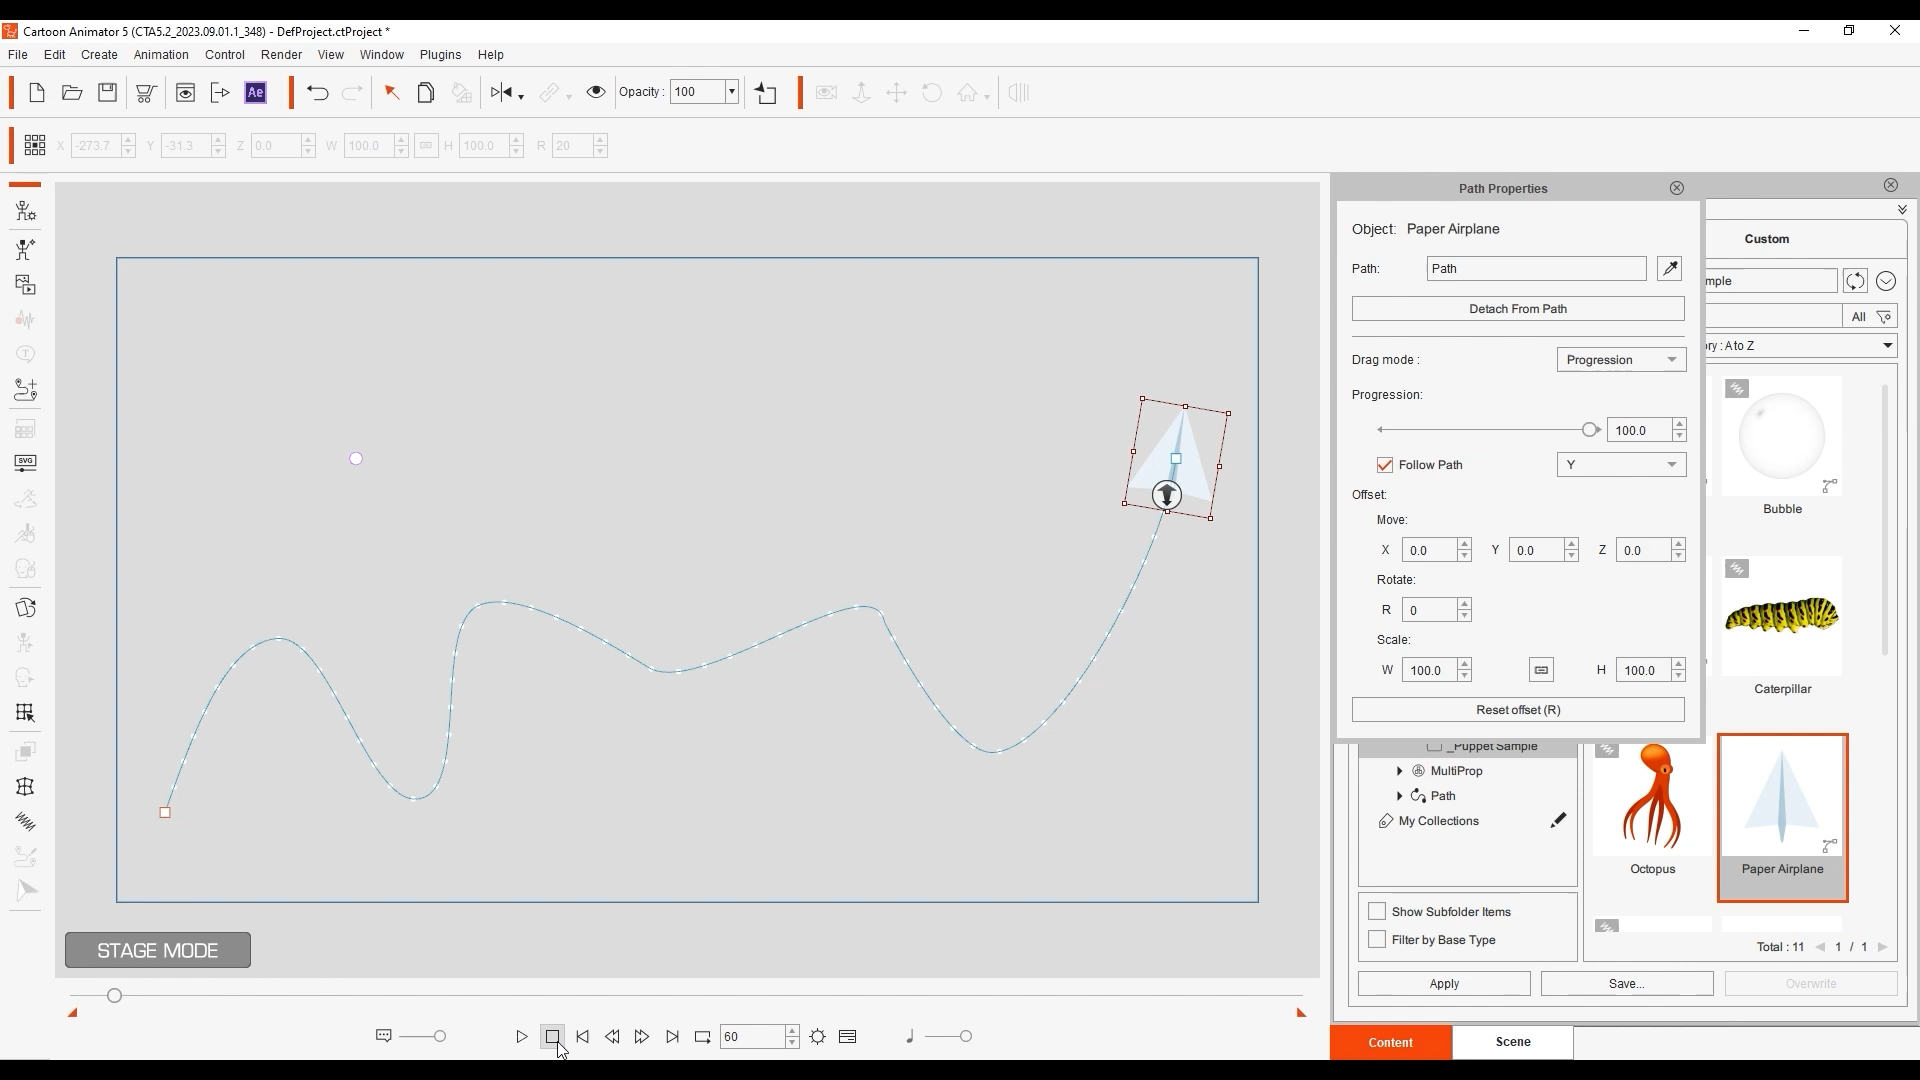 Cartoon Animator 5 (CTA5.2_2023.09.01.1_348) - DefProject.ctProject *
File Edit Create Animation Control Render View Window Plugins Help
Ae Opacity : 100
X -273.7 Y -31.3 Z 0.0 W 100.0 H 100.0 R 20
Path Properties
Object: Paper Airplane
Custom
Path: Path
mple
Detach From Path
All
ory : A to Z
Drag mode : Progression
Progression:
100.0
Follow Path Y
Offset:
Move:
Bubble
X 0.0 Y 0.0 Z 0.0
Rotate:
R 0
Scale:
W 100.0 H 100.0
Caterpillar
Reset offset (R)
_Puppet Sample
MultiProp
Path
My Collections
Octopus
Paper Airplane
SVG
Show Subfolder Items
Filter by Base Type
Total : 11 1 / 1
STAGE MODE
Apply Save... Overwrite
60
Content Scene